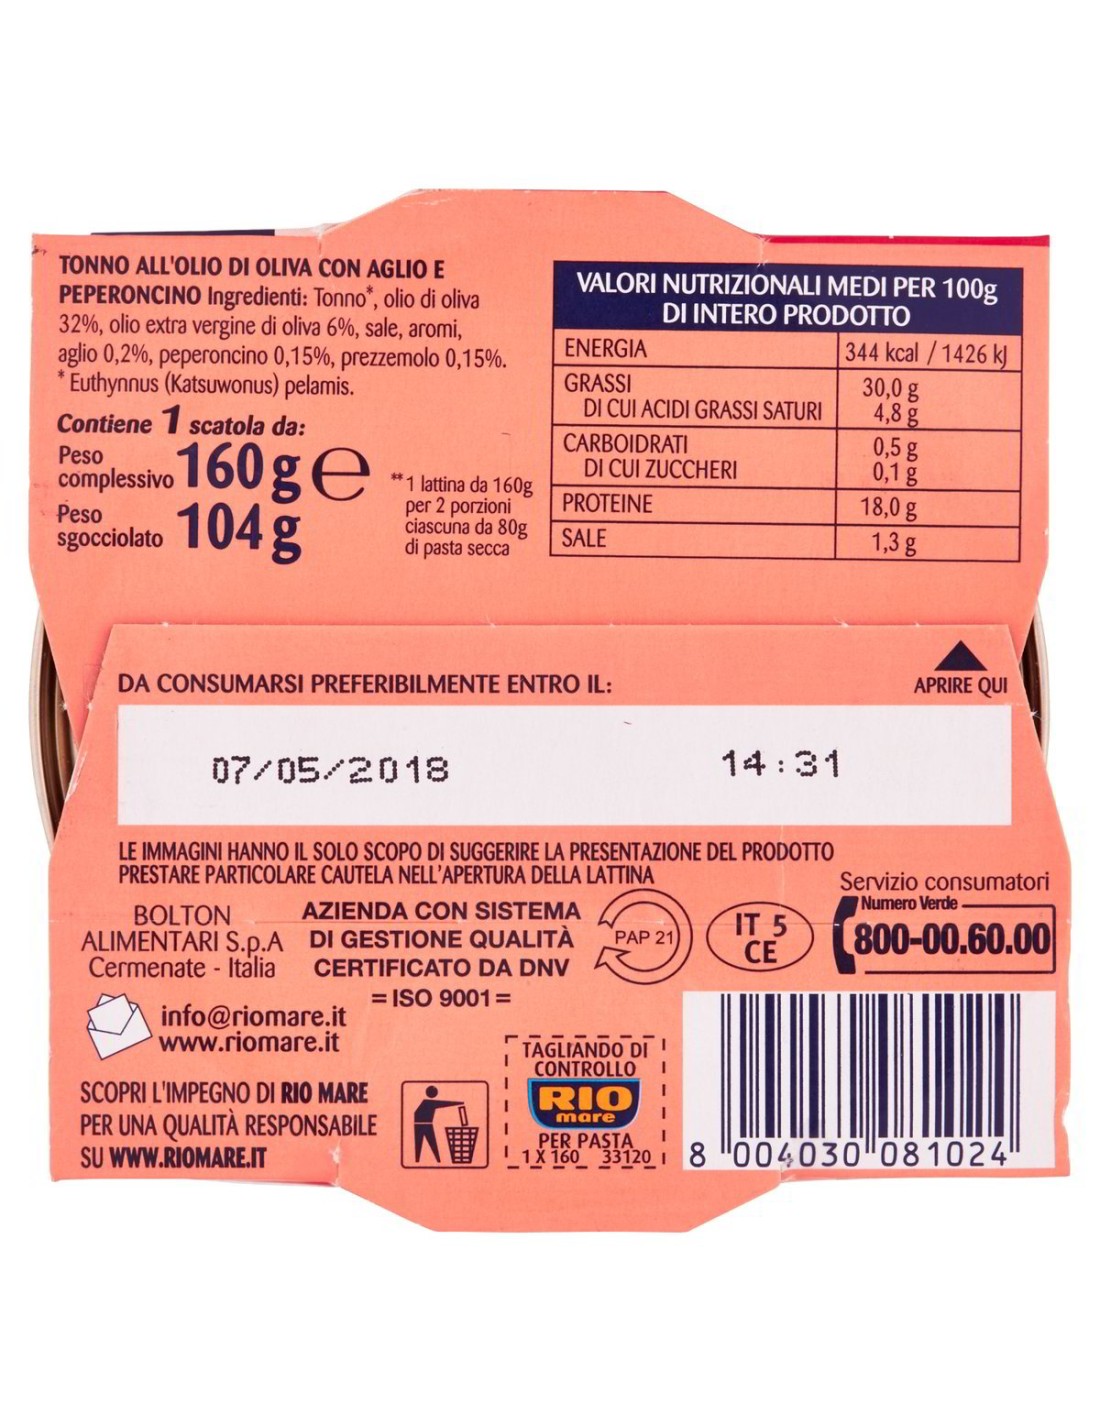 TONNO ALL'OLIO DI OLIVA CON AGLIO E
PEPERONCINO Ingredienti: Tonno*, olio di oliva
32%, olio extra vergine di oliva 6%, sale, aromi,
aglio 0,2%, peperoncino 0,15%, prezzemolo 0,15%.
* Euthynnus (Katsuwonus) pelamis.
Contiene 1 scatola da:
Peso
complessivo 160 g e
Peso
sgocciolato 104 g
**1 lattina da 160g
per 2 porzioni
ciascuna da 80g
di pasta secca
VALORI NUTRIZIONALI MEDI PER 100g
DI INTERO PRODOTTO
ENERGIA 344 kcal / 1426 kJ
GRASSI 30,0 g
DI CUI ACIDI GRASSI SATURI 4,8 g
CARBOIDRATI 0,5 g
DI CUI ZUCCHERI 0,1 g
PROTEINE 18,0 g
SALE 1,3 g
DA CONSUMARSI PREFERIBILMENTE ENTRO IL:
APRIRE QUI
07/05/2018 14:31
LE IMMAGINI HANNO IL SOLO SCOPO DI SUGGERIRE LA PRESENTAZIONE DEL PRODOTTO
PRESTARE PARTICOLARE CAUTELA NELL'APERTURA DELLA LATTINA
BOLTON
ALIMENTARI S.p.A
Cermenate - Italia
AZIENDA CON SISTEMA
DI GESTIONE QUALITÀ
CERTIFICATO DA DNV
= ISO 9001 =
PAP 21
IT 5
CE
Servizio consumatori
Numero Verde
800-00.60.00
info@riomare.it
www.riomare.it
SCOPRI L'IMPEGNO DI RIO MARE
PER UNA QUALITÀ RESPONSABILE
SU WWW.RIOMARE.IT
TAGLIANDO DI
CONTROLLO
RIO
mare
PER PASTA
1 X 160 33120
8 004030 081024